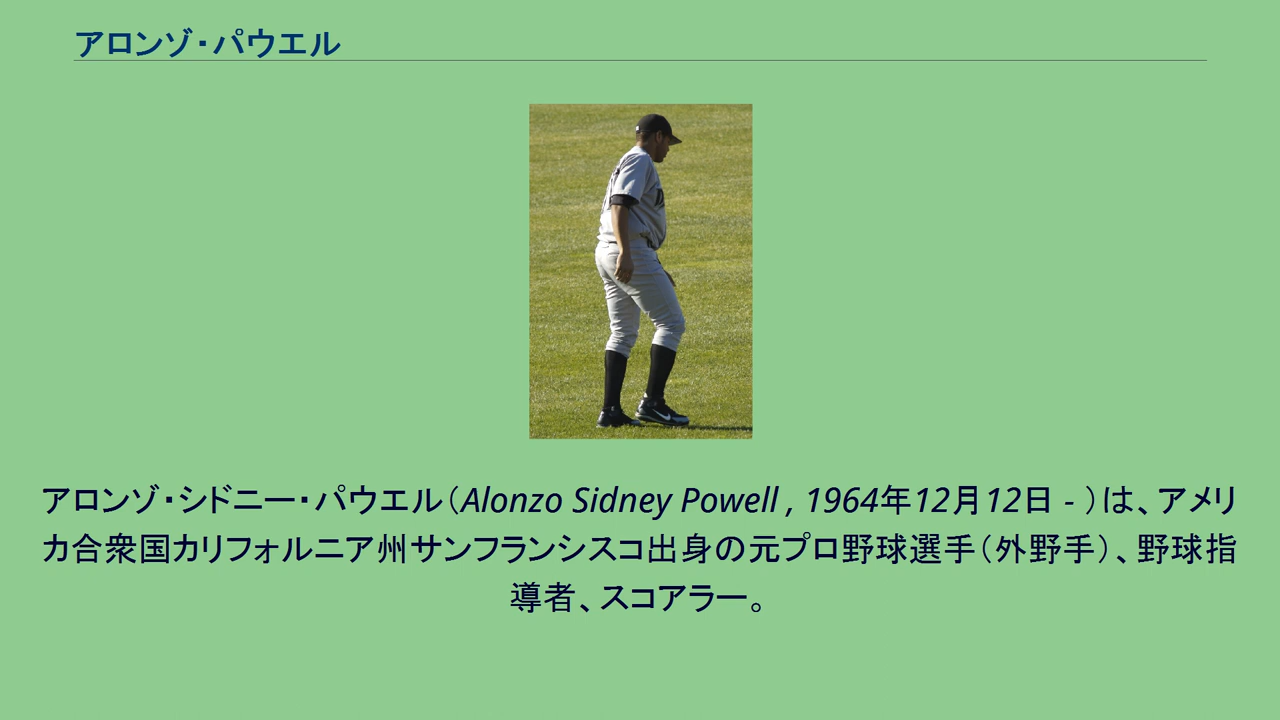 アロンゾ・パウエル
アロンゾ・シドニー・パウエル（Alonzo Sidney Powell , 1964年12月12日 - ）は、アメリ
カ合衆国カリフォルニア州サンフランシスコ出身の元プロ野球選手（外野手）、野球指
導者、スコアラー。